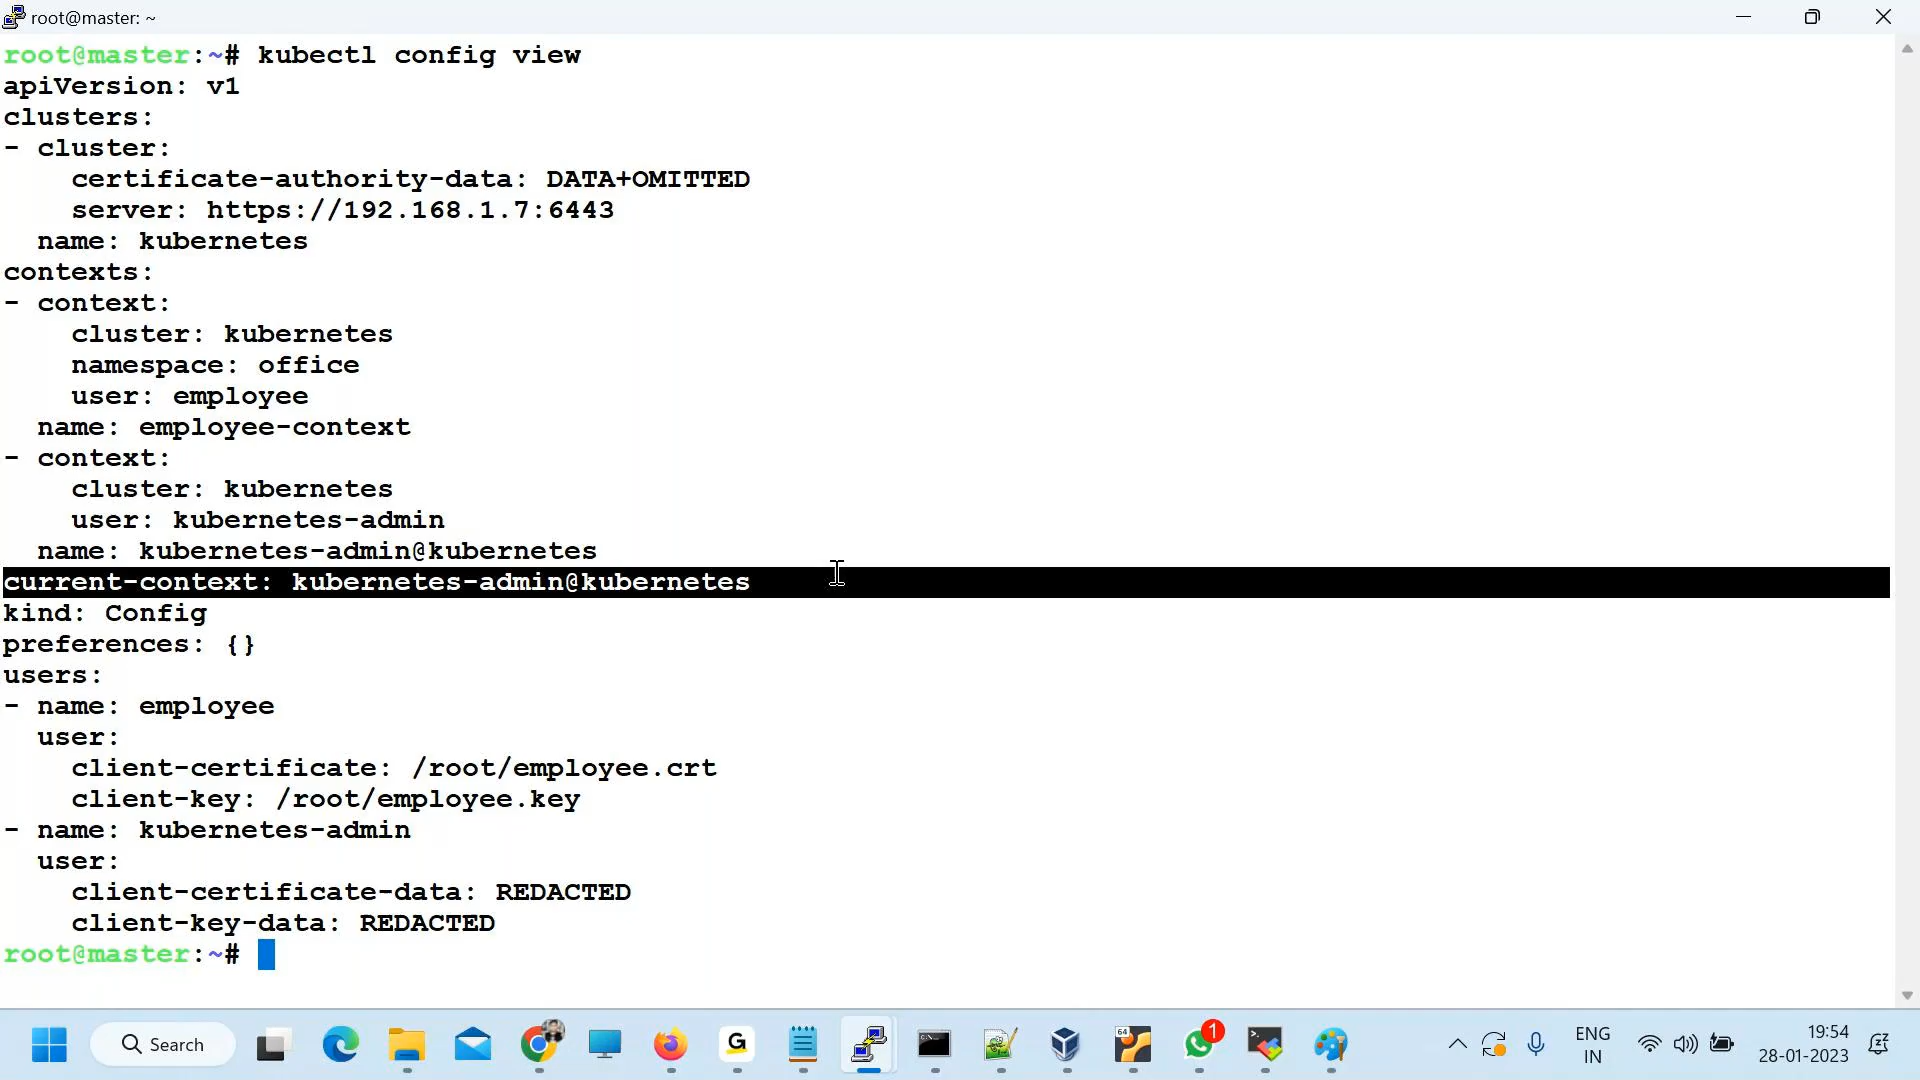 root@master: ~
root@master:~# kubectl config view
apiVersion: v1
clusters:
- cluster:
    certificate-authority-data: DATA+OMITTED
    server: https://192.168.1.7:6443
  name: kubernetes
contexts:
- context:
    cluster: kubernetes
    namespace: office
    user: employee
  name: employee-context
- context:
    cluster: kubernetes
    user: kubernetes-admin
  name: kubernetes-admin@kubernetes
current-context: kubernetes-admin@kubernetes
kind: Config
preferences: {}
users:
- name: employee
  user:
    client-certificate: /root/employee.crt
    client-key: /root/employee.key
- name: kubernetes-admin
  user:
    client-certificate-data: REDACTED
    client-key-data: REDACTED
root@master:~#
Search
G
64
1
ENG
IN
19:54
28-01-2023